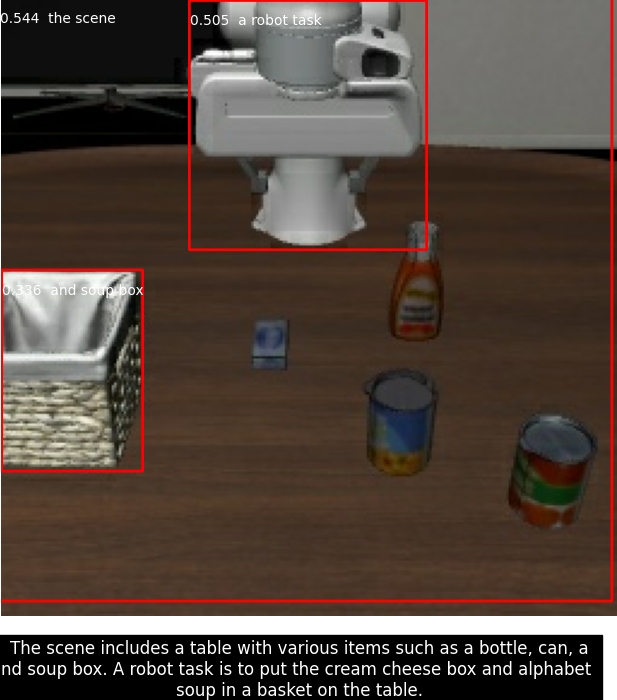 0.544 the scene
0.505 a robot task
0.336 and soup box
The scene includes a table with various items such as a bottle, can, a
nd soup box. A robot task is to put the cream cheese box and alphabet
soup in a basket on the table.